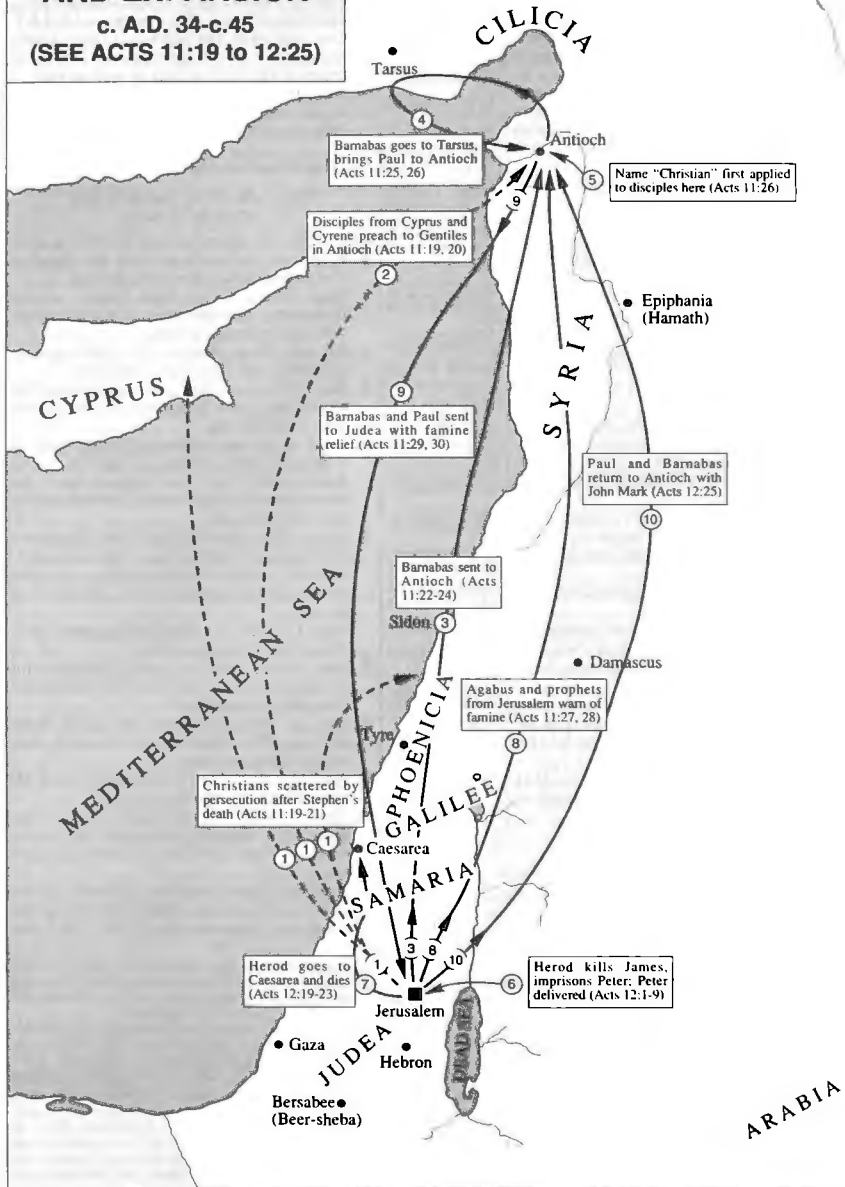 c. A.D. 34-c.45
(SEE ACTS 11:19 to 12:25)
CILICIA
Tarsus
4
Barnabas goes to Tarsus,
brings Paul to Antioch
(Acts 11:25, 26)
Antioch
5
Name "Christian" first applied
to disciples here (Acts 11:26)
9
Disciples from Cyprus and
Cyrene preach to Gentiles
in Antioch (Acts 11:19, 20)
2
Epiphania
(Hamath)
SYRIA
CYPRUS
9
Barnabas and Paul sent
to Judea with famine
relief (Acts 11:29, 30)
Paul and Barnabas
return to Antioch with
John Mark (Acts 12:25)
10
Barnabas sent to
Antioch (Acts
11:22-24)
Sidon
3
MEDITERRANEAN SEA
Damascus
Agabus and prophets
from Jerusalem warn of
famine (Acts 11:27, 28)
8
PHOENICIA
Tyre
GALILEE
Christians scattered by
persecution after Stephen's
death (Acts 11:19-21)
1
1
1
Caesarea
SAMARIA
3
8
10
1
Herod goes to
Caesarea and dies
(Acts 12:19-23)
7
6
Herod kills James,
imprisons Peter; Peter
delivered (Acts 12:1-9)
Jerusalem
Gaza
JUDEA
Hebron
DEAD SEA
Bersabee
(Beer-sheba)
ARABIA